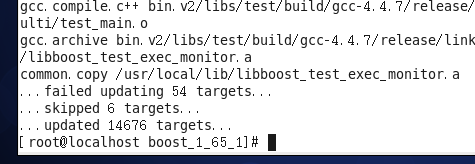 gcc.compile.c++ bin.v2/libs/test/build/gcc-4.4.7/release/
ulti/test_main.o
gcc.archive bin.v2/libs/test/build/gcc-4.4.7/release/link
/libboost_test_exec_monitor.a
common.copy /usr/local/lib/libboost_test_exec_monitor.a
...failed updating 54 targets...
...skipped 6 targets...
...updated 14676 targets...
[root@localhost boost_1_65_1]#